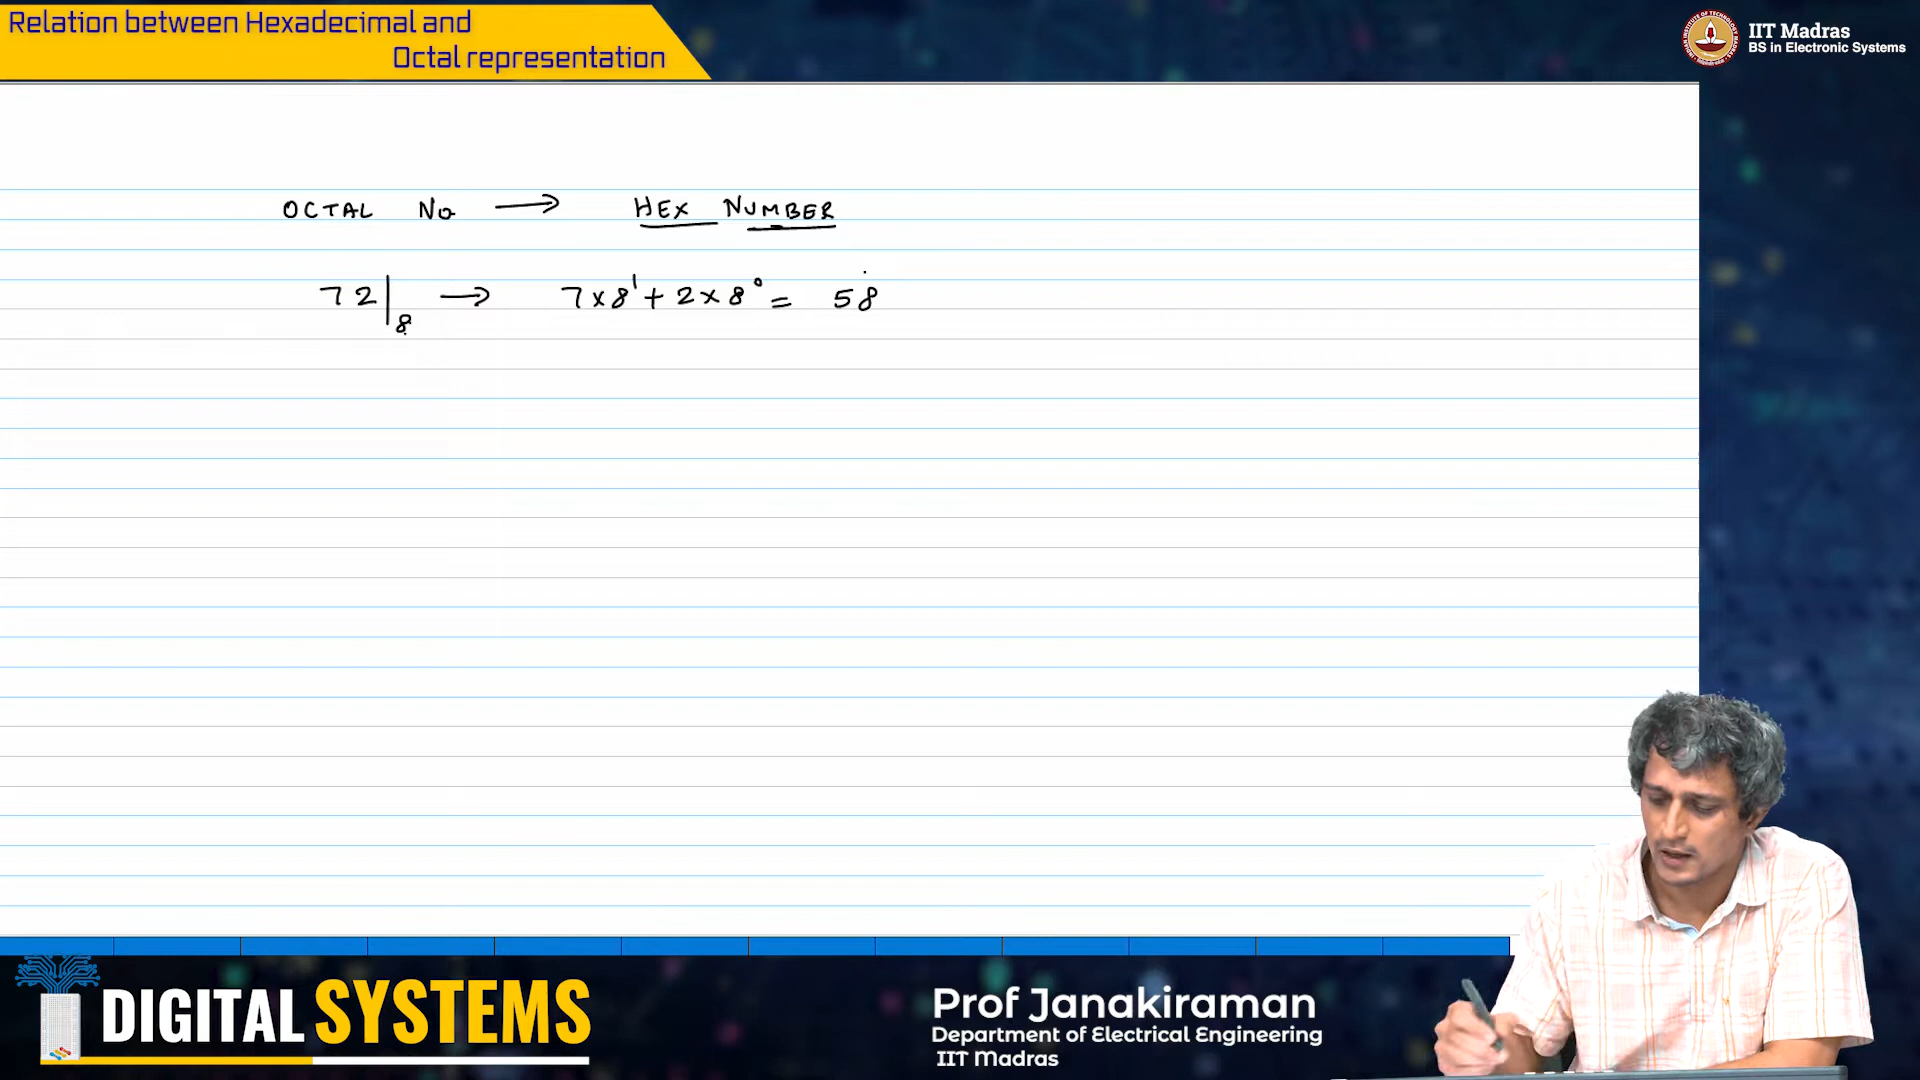 Relation between Hexadecimal and
Octal representation
IIT Madras
BS in Electronic Systems
OCTAL No → HEX NUMBER
72|₈ → 7×8¹ + 2×8⁰ = 58
DIGITAL SYSTEMS
Prof Janakiraman
Department of Electrical Engineering
IIT Madras